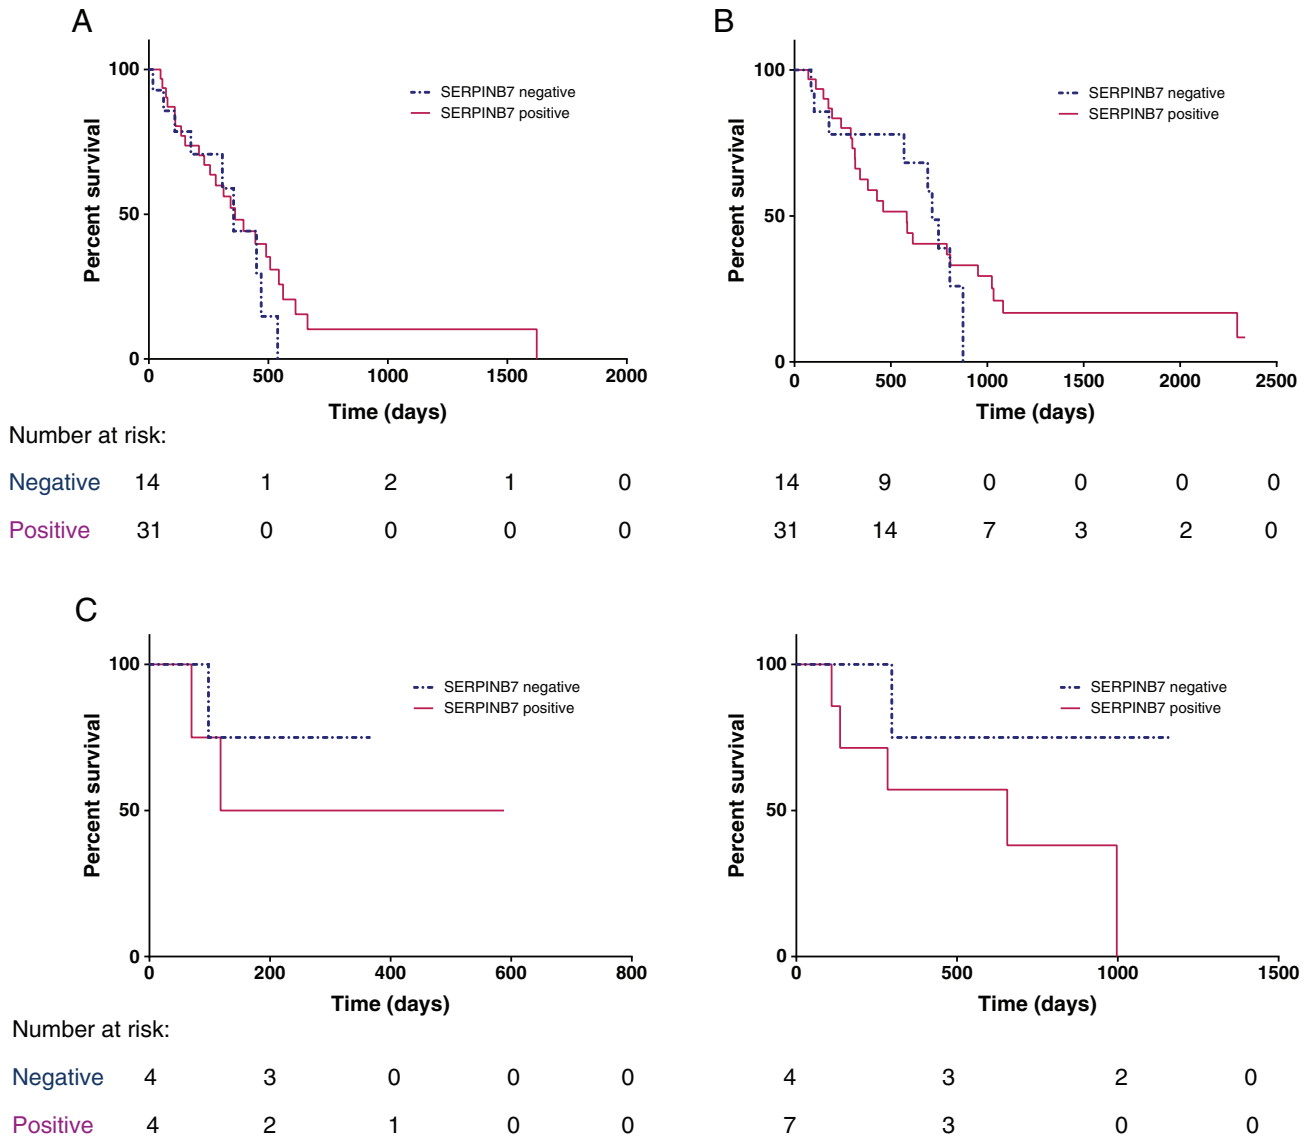 A
Percent survival
100
50
0
SERPINB7 negative
SERPINB7 positive
0 500 1000 1500 2000
Time (days)
B
Percent survival
100
50
0
SERPINB7 negative
SERPINB7 positive
0 500 1000 1500 2000 2500
Time (days)
Number at risk:
Negative 14 1 2 1 0 14 9 0 0 0 0
Positive 31 0 0 0 0 31 14 7 3 2 0
C
Percent survival
100
50
0
SERPINB7 negative
SERPINB7 positive
0 200 400 600 800
Time (days)
Percent survival
100
50
0
SERPINB7 negative
SERPINB7 positive
0 500 1000 1500
Time (days)
Number at risk:
Negative 4 3 0 0 0 4 3 2 0
Positive 4 2 1 0 0 7 3 0 0